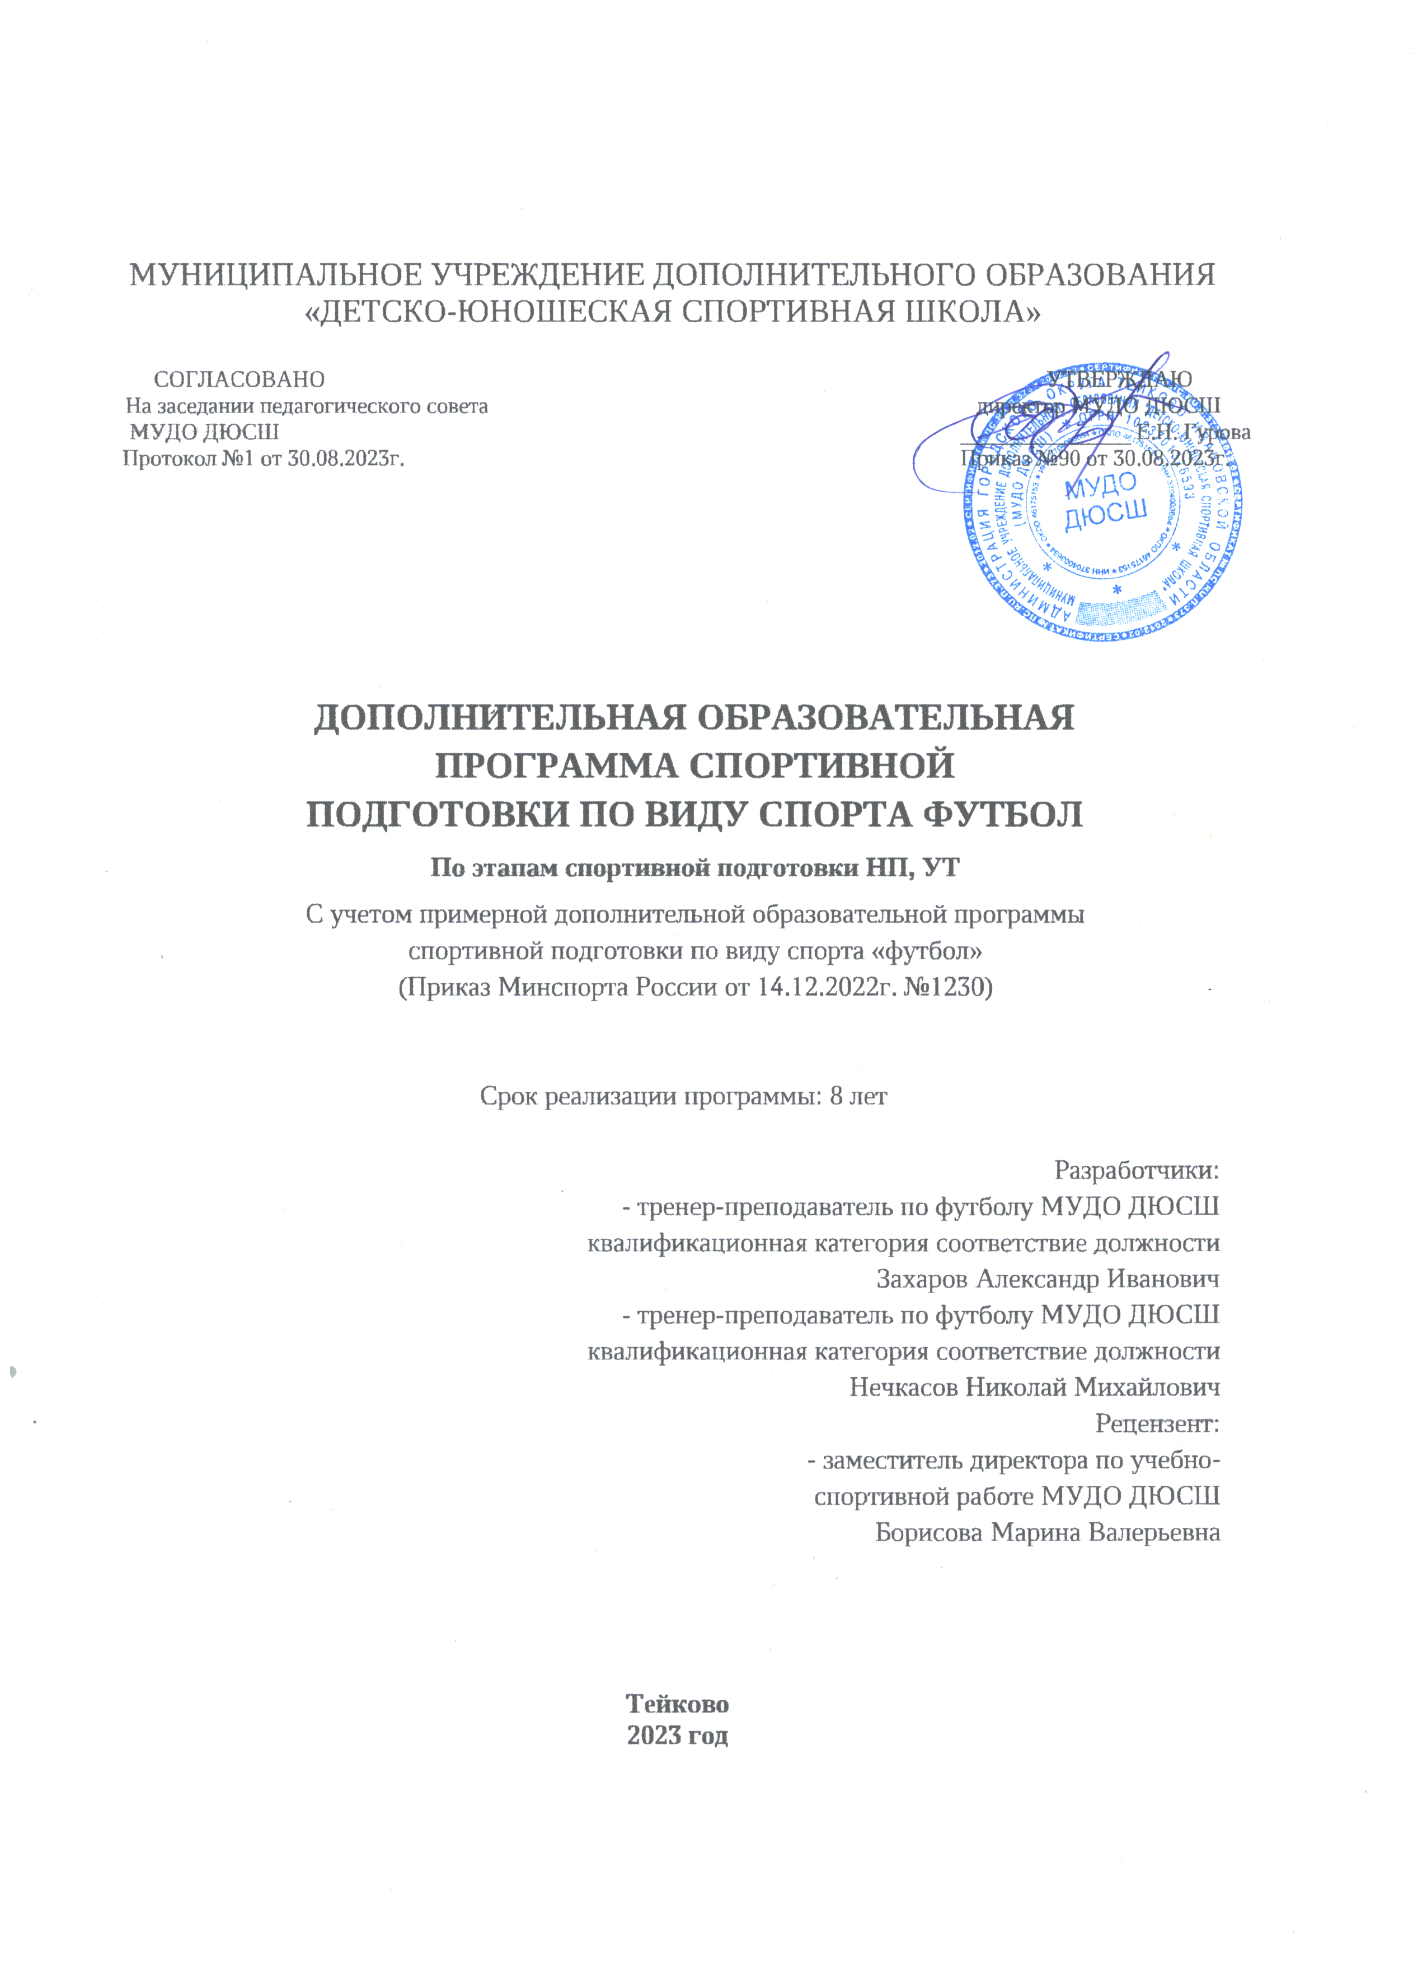 МУНИЦИПАЛЬНОЕ УЧРЕЖДЕНИЕ ДОПОЛНИТЕЛЬНОГО ОБРАЗОВАНИЯ
«ДЕТСКО-ЮНОШЕСКАЯ СПОРТИВНАЯ ШКОЛА»
СОГЛАСОВАНО
На заседании педагогического совета
МУДО ДЮСШ
Протокол №1 от 30.08.2023г.
УТВЕРЖДАЮ
директор МУДО ДЮСШ
Е.Н. Гурова
Приказ №90 от 30.08.2023г.
МУДО
ДЮСШ
ДОПОЛНИТЕЛЬНАЯ ОБРАЗОВАТЕЛЬНАЯ
ПРОГРАММА СПОРТИВНОЙ
ПОДГОТОВКИ ПО ВИДУ СПОРТА ФУТБОЛ
По этапам спортивной подготовки НП, УТ
С учетом примерной дополнительной образовательной программы
спортивной подготовки по виду спорта «футбол»
(Приказ Минспорта России от 14.12.2022г. №1230)
Срок реализации программы: 8 лет
Разработчики:
- тренер-преподаватель по футболу МУДО ДЮСШ
квалификационная категория соответствие должности
Захаров Александр Иванович
- тренер-преподаватель по футболу МУДО ДЮСШ
квалификационная категория соответствие должности
Нечкасов Николай Михайлович
Рецензент:
- заместитель директора по учебно-
спортивной работе МУДО ДЮСШ
Борисова Марина Валерьевна
Тейково
2023 год